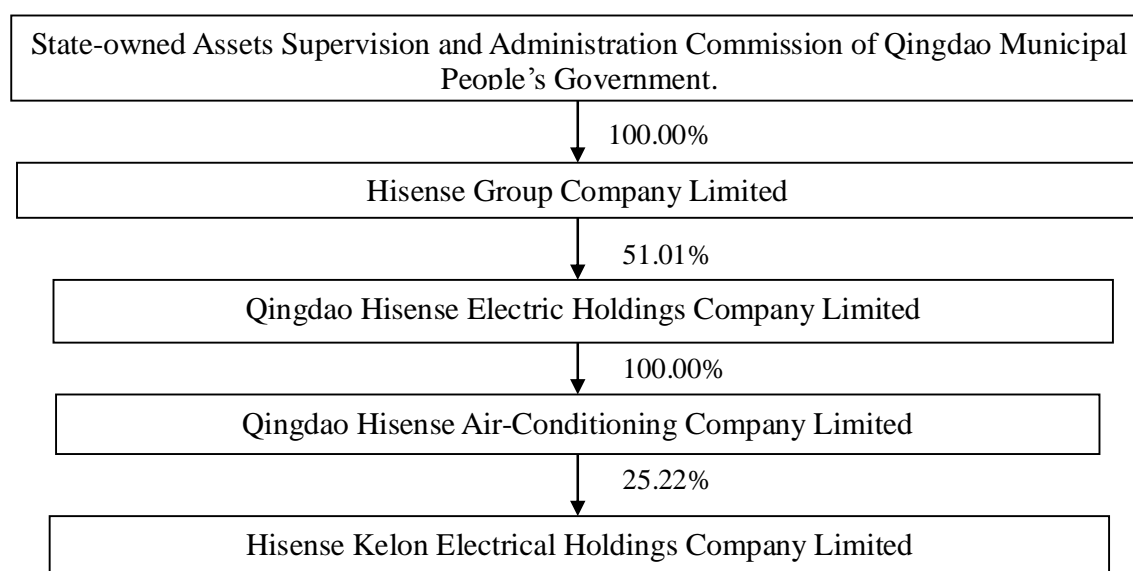 State-owned Assets Supervision and Administration Commission of Qingdao Municipal
People’s Government.
100.00%
Hisense Group Company Limited
51.01%
Qingdao Hisense Electric Holdings Company Limited
100.00%
Qingdao Hisense Air-Conditioning Company Limited
25.22%
Hisense Kelon Electrical Holdings Company Limited